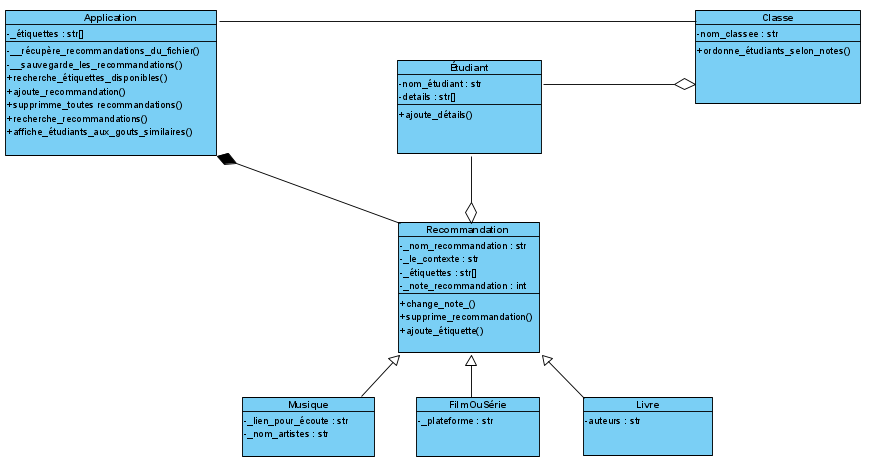 Application
-_étiquettes : str[]
-__récupère_recommandations_du_fichier()
-__sauvegarde_les_recommandations()
+recherche_étiquettes_disponibles()
+ajoute_recommandation()
+supprimme_toutes recommandations()
+recherche_recommandations()
+affiche_étudiants_aux_gouts_similaires()
Classe
-nom_classee : str
+ordonne_étudiants_selon_notes()
Étudiant
-nom_étudiant : str
-details : str[]
+ajoute_détails()
Recommandation
-_nom_recommandation : str
-_le_contexte : str
-_étiquettes : str[]
-_note_recommandation : int
+change_note_()
+supprime_recommandation()
+ajoute_étiquette()
Musique
-_lien_pour_écoute : str
-_nom_artistes : str
FilmOuSérie
-_plateforme : str
Livre
-auteurs : str